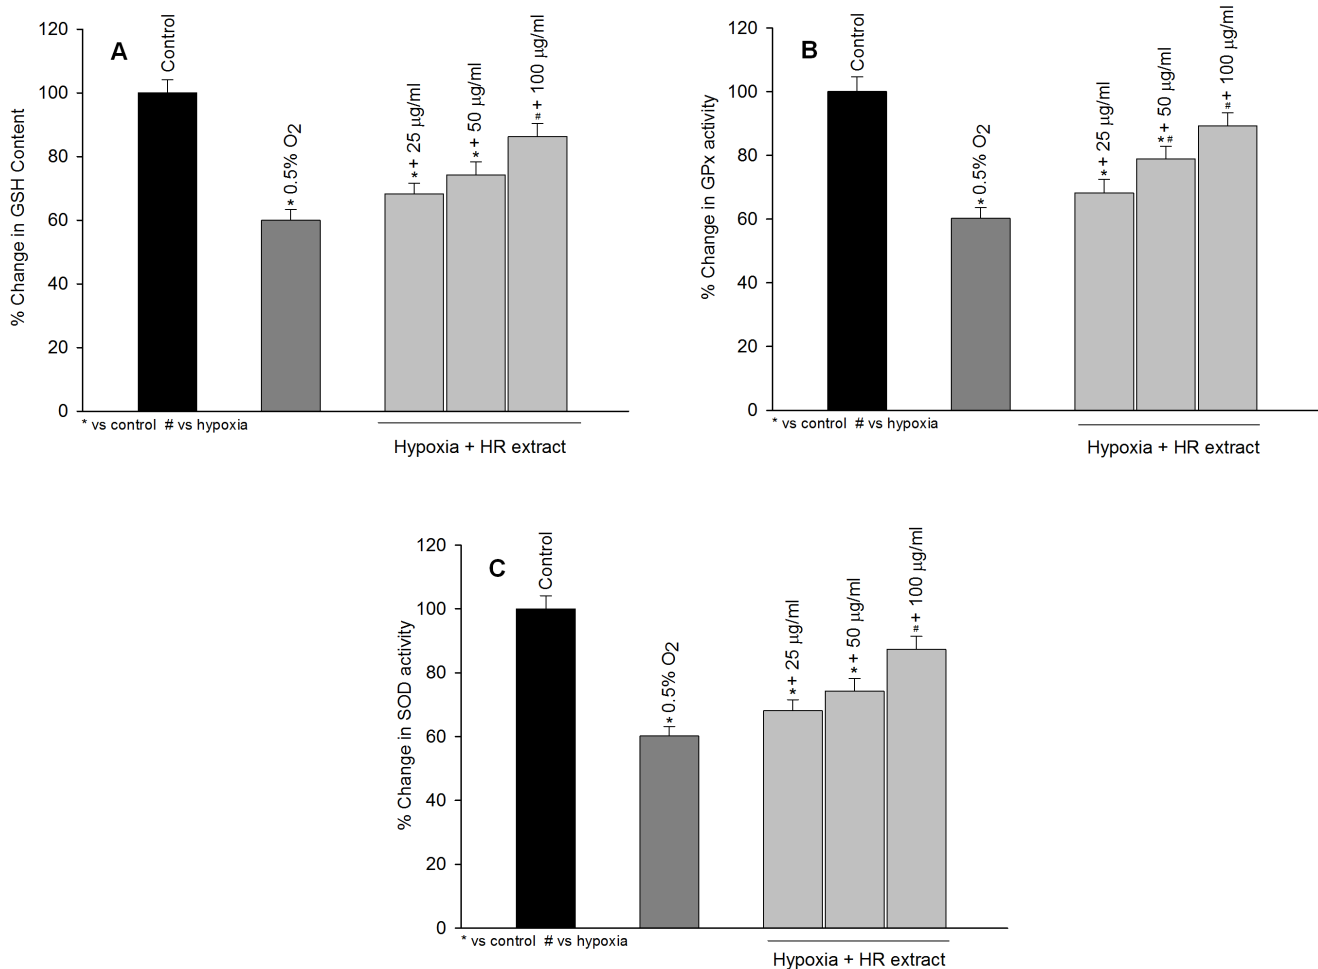 A
% Change in GSH Content
120
100
80
60
40
20
0
Control
* 0.5% O2
* + 25 µg/ml
* + 50 µg/ml
# + 100 µg/ml
* vs control # vs hypoxia
Hypoxia + HR extract
B
% Change in GPx activity
120
100
80
60
40
20
0
Control
* 0.5% O2
* + 25 µg/ml
*# + 50 µg/ml
# + 100 µg/ml
* vs control # vs hypoxia
Hypoxia + HR extract
C
% Change in SOD activity
120
100
80
60
40
20
0
Control
* 0.5% O2
* + 25 µg/ml
* + 50 µg/ml
# + 100 µg/ml
* vs control # vs hypoxia
Hypoxia + HR extract